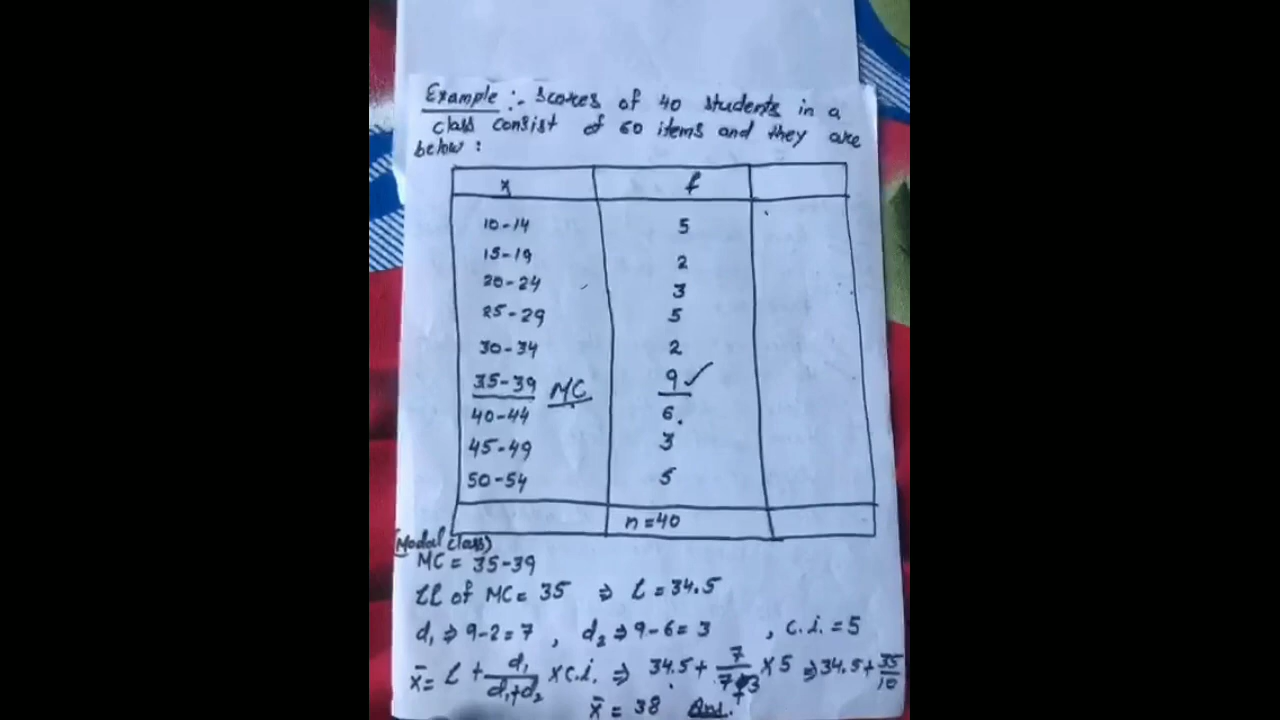 Example :- Scores of 40 students in a
class consist of 60 items and they are
below :
x f
10-14 5
15-19 2
20-24 3
25-29 5
30-34 2
35-39 MC 9 ✓
40-44 6.
45-49 3
50-54 5
n=40
(Modal class)
MC = 35-39
LL of MC = 35 ⇒ L = 34.5
d₁ ⇒ 9-2=7 , d₂ ⇒ 9-6=3 , c.i. = 5
x̄ = L + d₁/d₁+d₂ × c.i. ⇒ 34.5 + 7/7+3 × 5 ⇒ 34.5 + 35/10
x̄ = 38 Ans.